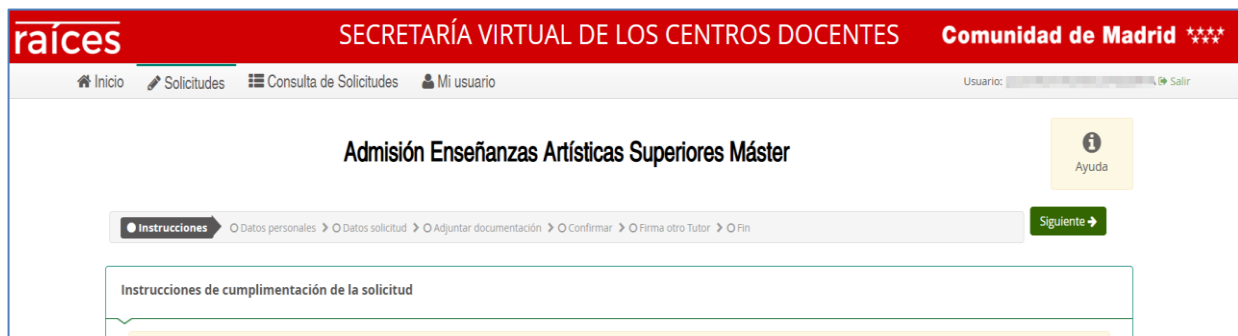 raíces SECRETARÍA VIRTUAL DE LOS CENTROS DOCENTES Comunidad de Madrid
Inicio Solicitudes Consulta de Solicitudes Mi usuario Usuario: Salir
Admisión Enseñanzas Artísticas Superiores Máster
Ayuda
Instrucciones Datos personales Datos solicitud Adjuntar documentación Confirmar Firma otro Tutor Fin
Siguiente
Instrucciones de cumplimentación de la solicitud